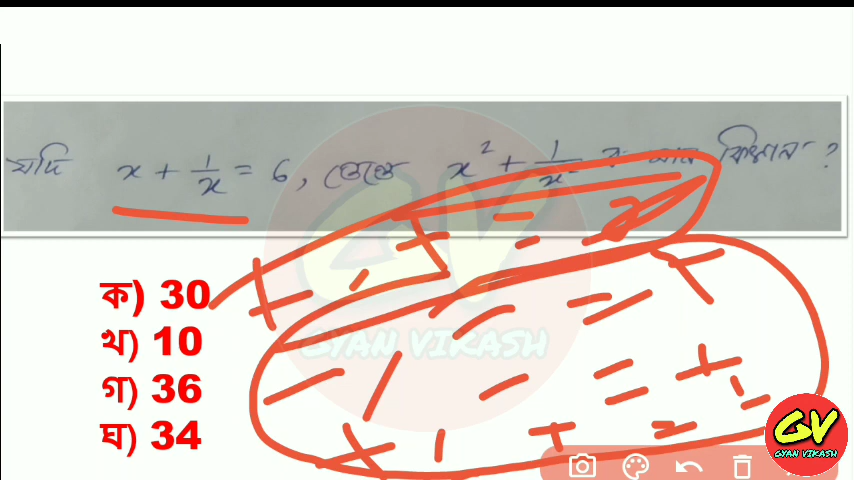 যদি x + 1/x = 6, তেন্তে x² + 1/x² ৰ মান কিমান ?
ক) 30
খ) 10
গ) 36
ঘ) 34
GYAN VIKASH
GV
GYAN VIKASH